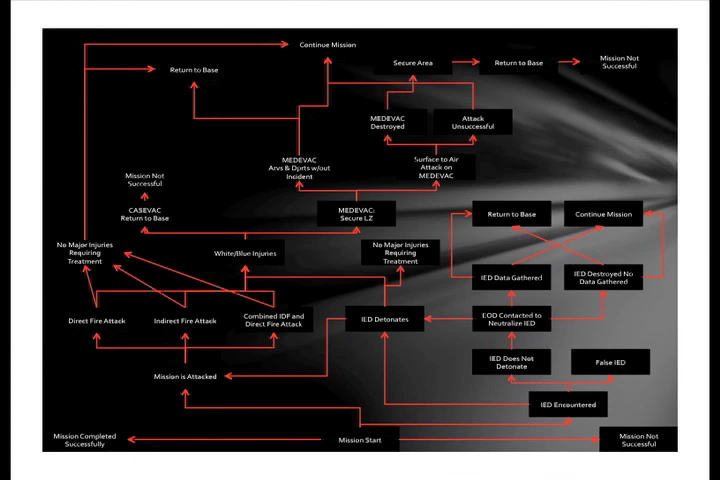 Continue Mission
Return to Base
Secure Area
Return to Base
Mission Not
Successful
MEDEVAC
Destroyed
Attack
Unsuccessful
MEDEVAC
Arvs & Dprts w/out
Incident
Surface to Air
Attack on
MEDEVAC
Mission Not
Successful
CASEVAC
Return to Base
MEDEVAC:
Secure LZ
Return to Base
Continue Mission
No Major Injuries
Requiring
Treatment
White/Blue Injuries
No Major Injuries
Requiring
Treatment
IED Data Gathered
IED Destroyed No
Data Gathered
Direct Fire Attack
Indirect Fire Attack
Combined IDF and
Direct Fire Attack
IED Detonates
EOD Contacted to
Neutralize IED
IED Does Not
Detonate
False IED
Mission is Attacked
IED Encountered
Mission Completed
Successfully
Mission Start
Mission Not
Successful